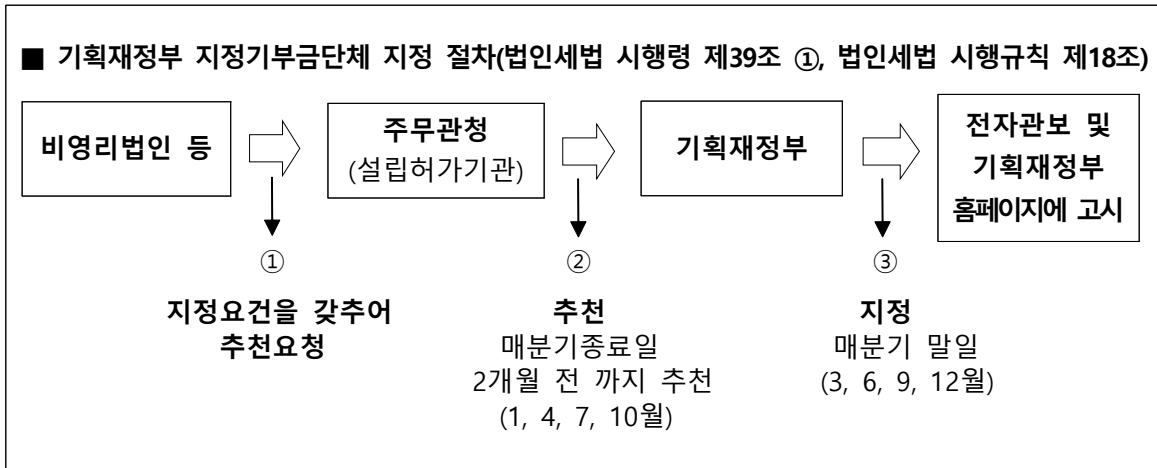 ■ 기획재정부 지정기부금단체 지정 절차(법인세법 시행령 제39조 ①, 법인세법 시행규칙 제18조)
비영리법인 등
주무관청
(설립허가기관)
기획재정부
전자관보 및
기획재정부
홈페이지에 고시
①
지정요건을 갖추어
추천요청
②
추천
매분기종료일
2개월 전 까지 추천
(1, 4, 7, 10월)
③
지정
매분기 말일
(3, 6, 9, 12월)